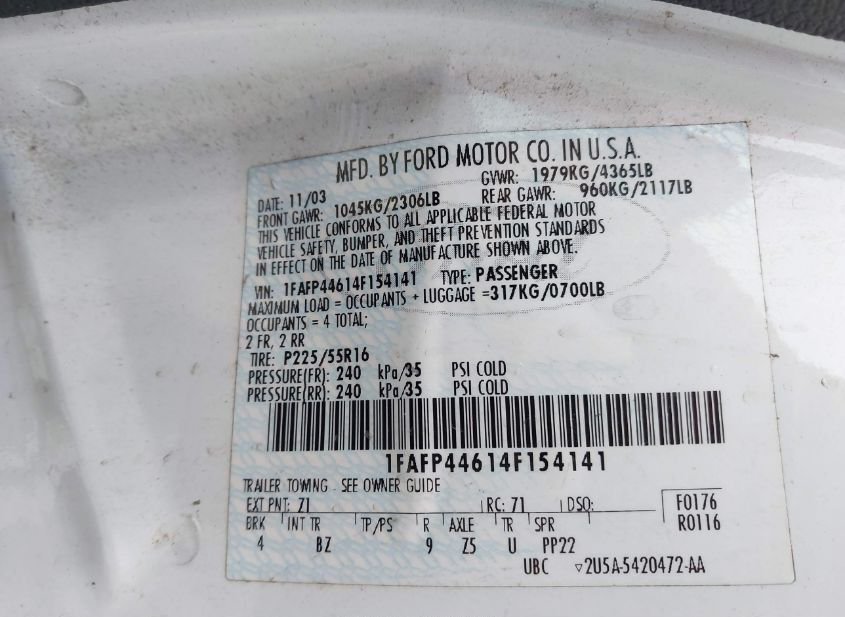 MFD. BY FORD MOTOR CO. IN U.S.A.
DATE: 11/03 GVWR: 1979KG/4365LB
FRONT GAWR: 1045KG/2306LB REAR GAWR: 960KG/2117LB
THIS VEHICLE CONFORMS TO ALL APPLICABLE FEDERAL MOTOR
VEHICLE SAFETY, BUMPER, AND THEFT PREVENTION STANDARDS
IN EFFECT ON THE DATE OF MANUFACTURE SHOWN ABOVE.
VIN: 1FAFP44614F154141 TYPE: PASSENGER
MAXIMUM LOAD = OCCUPANTS + LUGGAGE =317KG/0700LB
OCCUPANTS = 4 TOTAL;
2 FR, 2 RR
TIRE: P225/55R16
PRESSURE(FR): 240 kPa/35 PSI COLD
PRESSURE(RR): 240 kPa/35 PSI COLD
1FAFP44614F154141
TRAILER TOWING - SEE OWNER GUIDE
EXT PNT: Z1 RC: 71 DSO: F0176
BRK INT TR TP/PS R AXLE TR SPR R0116
4 BZ 9 Z5 U PP22
UBC ▽2U5A-5420472-AA